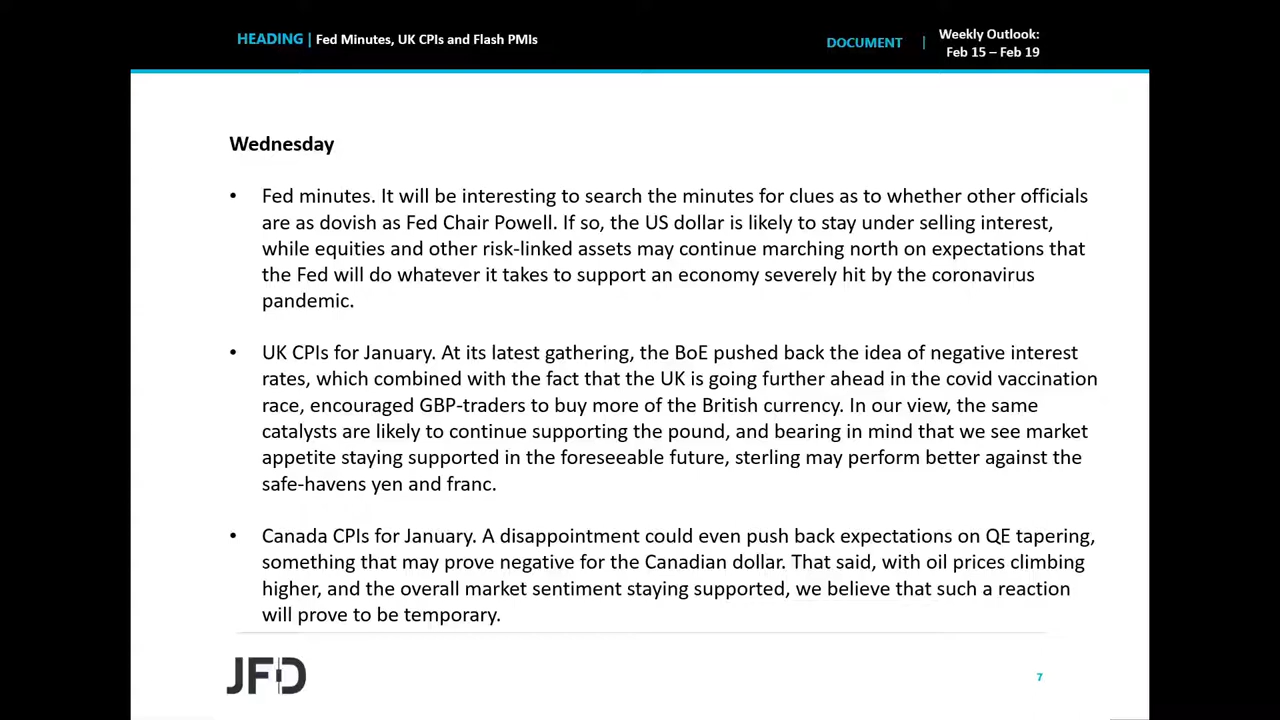 HEADING | Fed Minutes, UK CPIs and Flash PMIs
DOCUMENT | Weekly Outlook:
Feb 15 – Feb 19
Wednesday
• Fed minutes. It will be interesting to search the minutes for clues as to whether other officials
are as dovish as Fed Chair Powell. If so, the US dollar is likely to stay under selling interest,
while equities and other risk-linked assets may continue marching north on expectations that
the Fed will do whatever it takes to support an economy severely hit by the coronavirus
pandemic.
• UK CPIs for January. At its latest gathering, the BoE pushed back the idea of negative interest
rates, which combined with the fact that the UK is going further ahead in the covid vaccination
race, encouraged GBP-traders to buy more of the British currency. In our view, the same
catalysts are likely to continue supporting the pound, and bearing in mind that we see market
appetite staying supported in the foreseeable future, sterling may perform better against the
safe-havens yen and franc.
• Canada CPIs for January. A disappointment could even push back expectations on QE tapering,
something that may prove negative for the Canadian dollar. That said, with oil prices climbing
higher, and the overall market sentiment staying supported, we believe that such a reaction
will prove to be temporary.
JFD
7